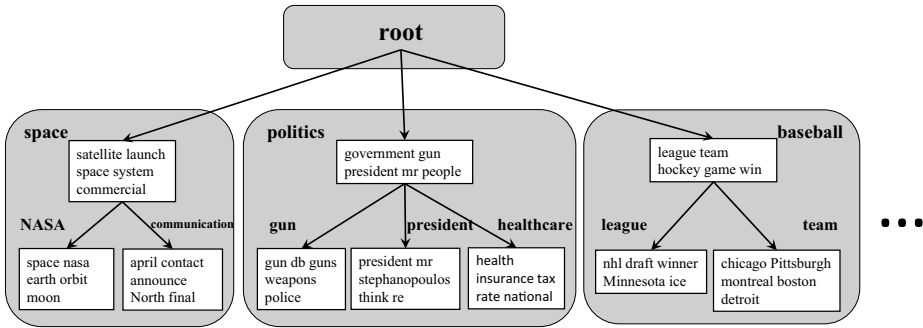 root
space
satellite launch
space system
commercial
NASA
communication
space nasa
earth orbit
moon
april contact
announce
North final
politics
government gun
president mr people
gun
president
healthcare
gun db guns
weapons
police
president mr
stephanopoulos
think re
health
insurance tax
rate national
baseball
league team
hockey game win
league
team
nhl draft winner
Minnesota ice
chicago Pittsburgh
montreal boston
detroit
...